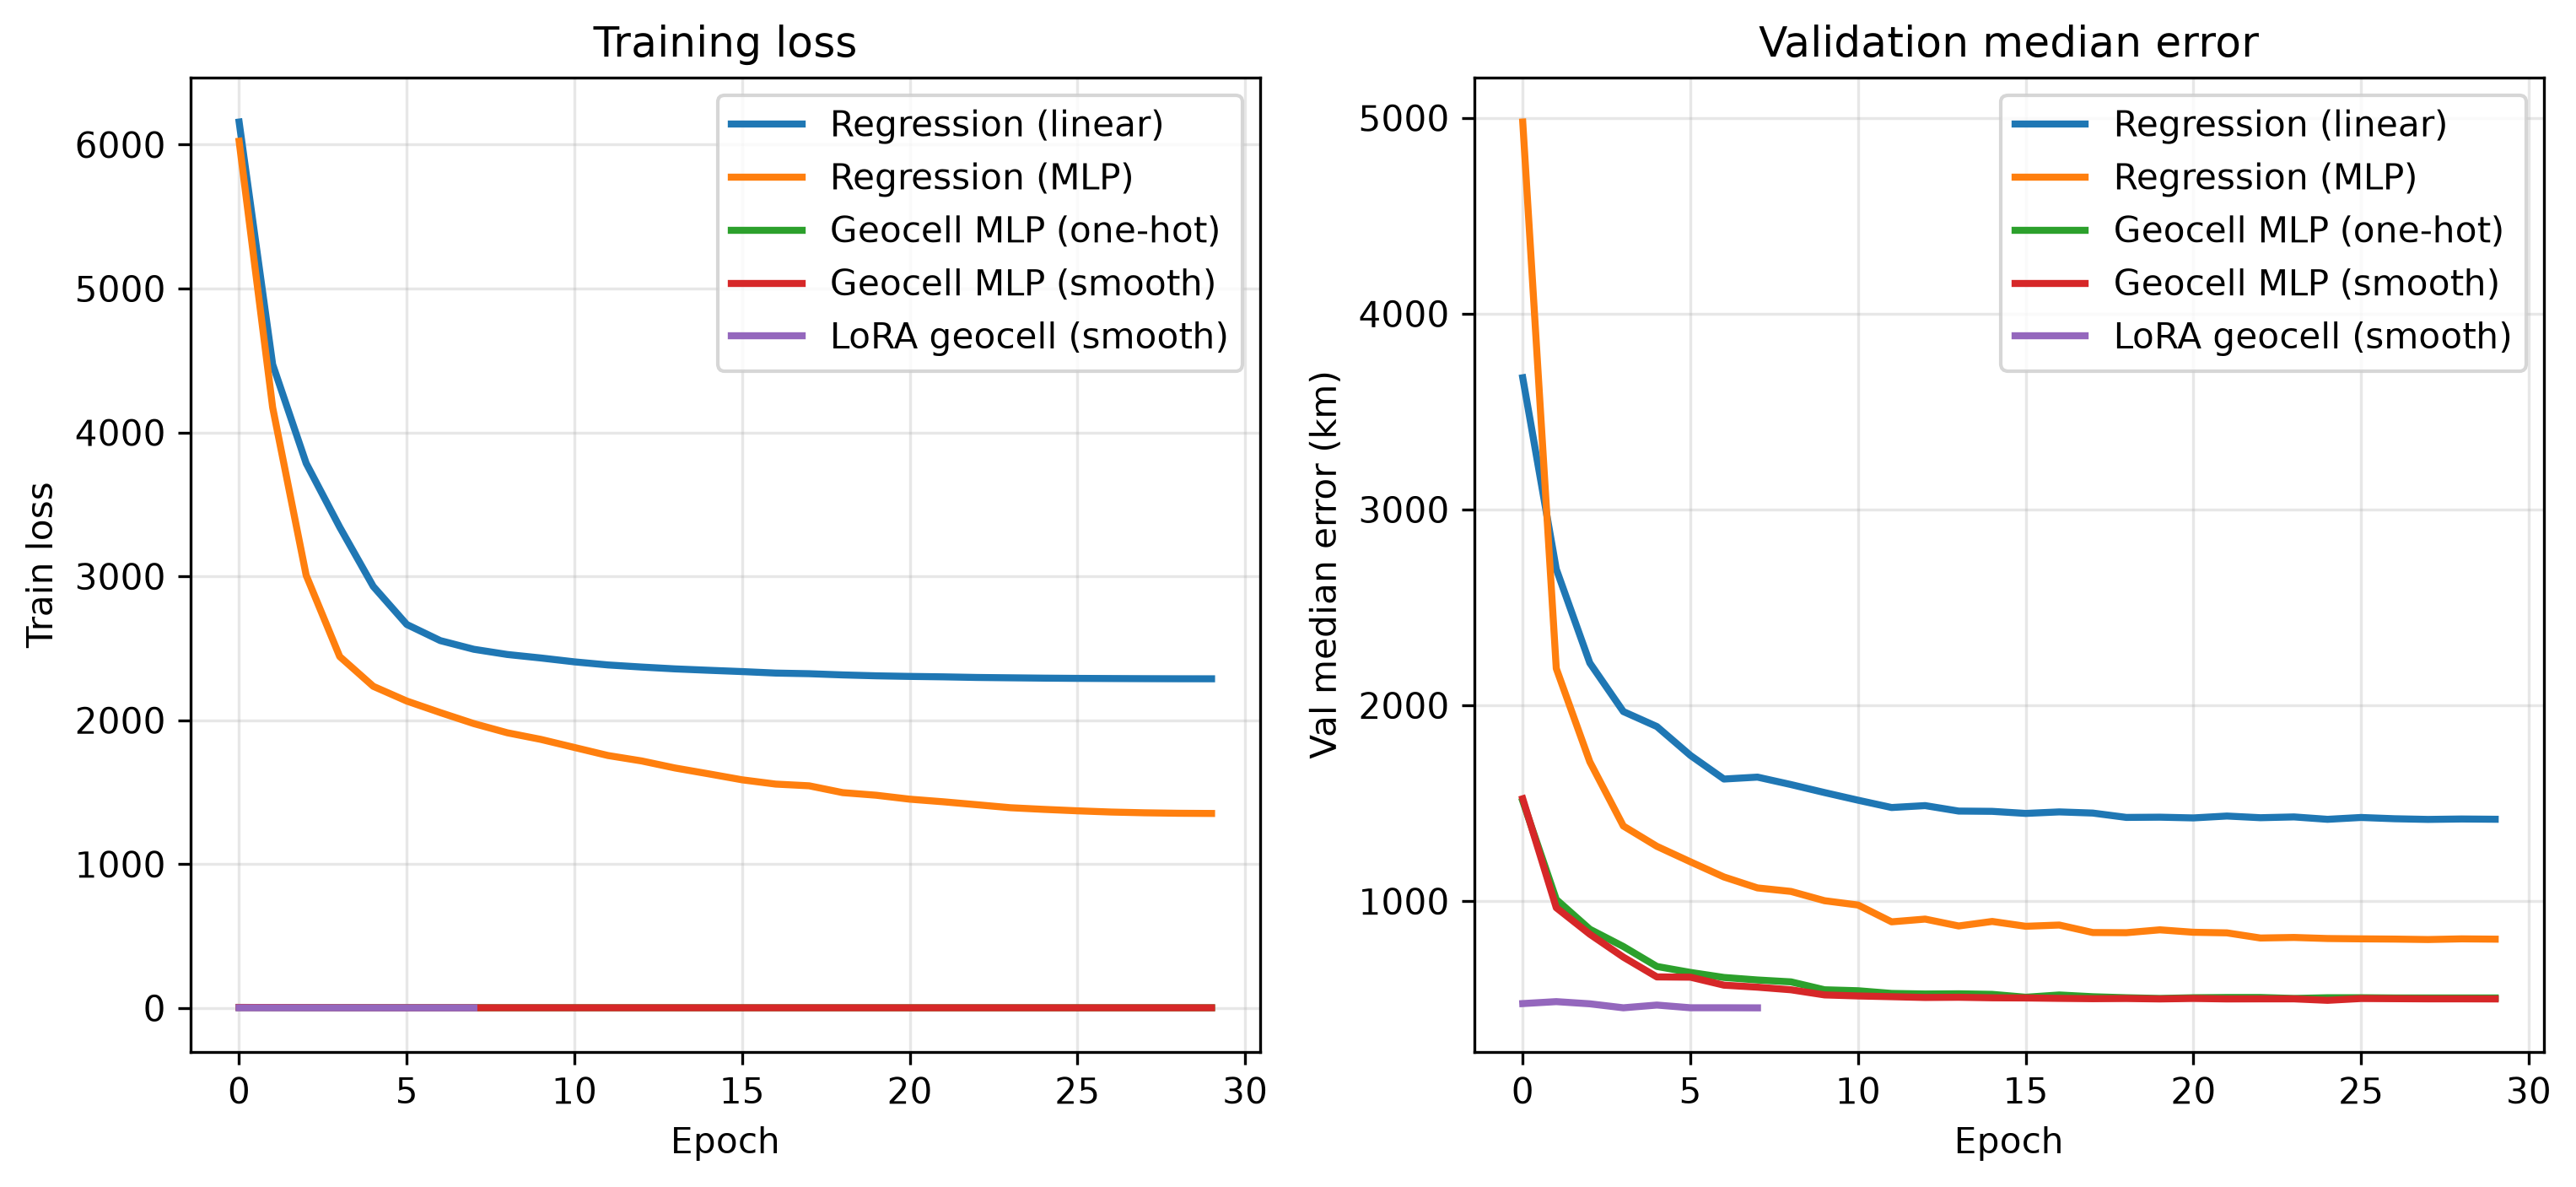 Training loss
Train loss
6000
5000
4000
3000
2000
1000
0
0 5 10 15 20 25 30
Epoch
Regression (linear)
Regression (MLP)
Geocell MLP (one-hot)
Geocell MLP (smooth)
LoRA geocell (smooth)
Validation median error
Val median error (km)
5000
4000
3000
2000
1000
0 5 10 15 20 25 30
Epoch
Regression (linear)
Regression (MLP)
Geocell MLP (one-hot)
Geocell MLP (smooth)
LoRA geocell (smooth)